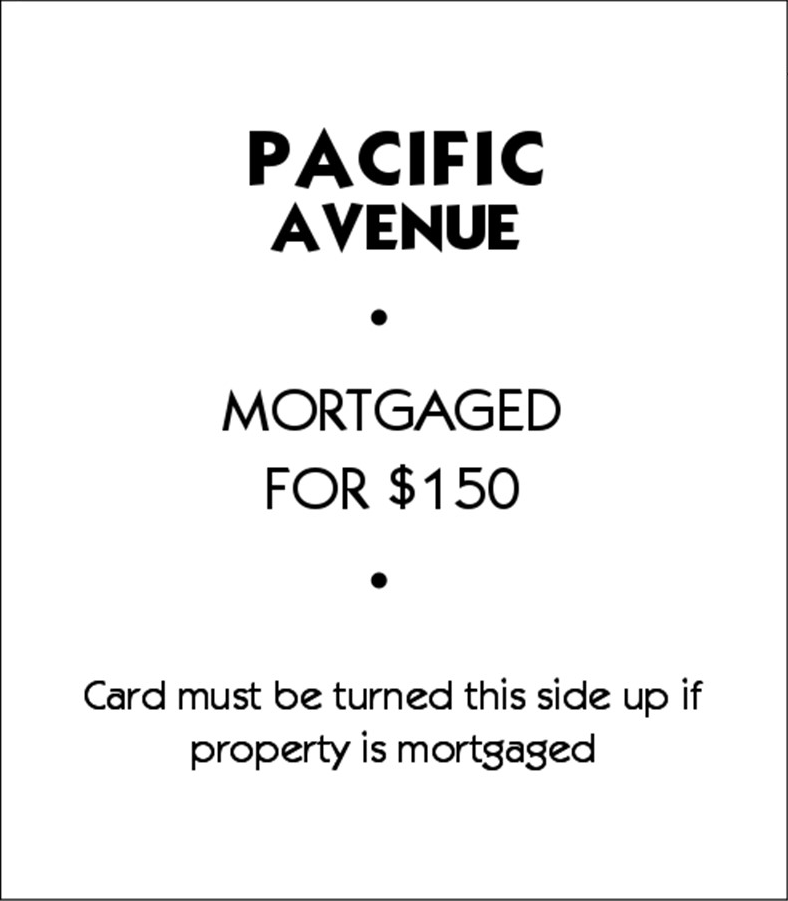 PACIFIC
AVENUE
•
MORTGAGED
FOR $150
•
Card must be turned this side up if
property is mortgaged